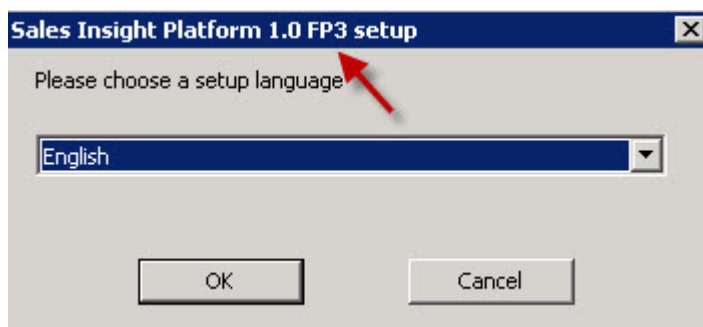 Sales Insight Platform 1.0 FP3 setup
Please choose a setup language
English
OK Cancel